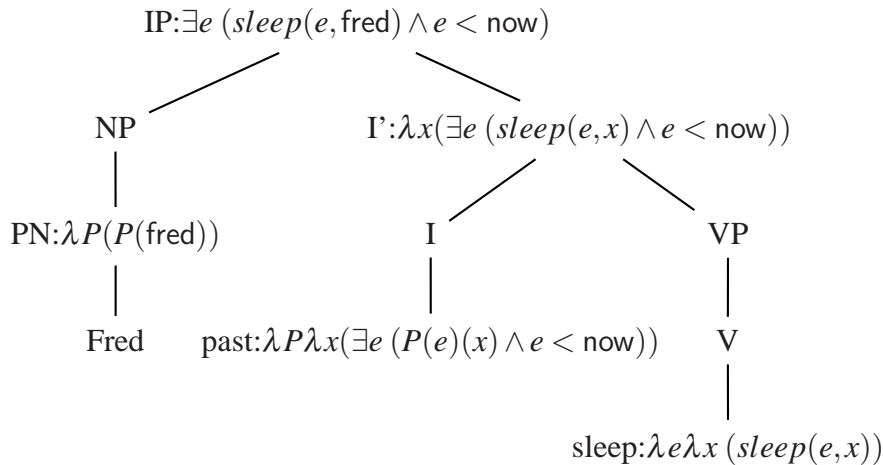 IP:∃e (sleep(e, fred) ∧ e < now)
NP I’:λx(∃e (sleep(e, x) ∧ e < now))
PN:λP(P(fred)) I VP
Fred past:λPλx(∃e (P(e)(x) ∧ e < now)) V
sleep:λeλx (sleep(e, x))